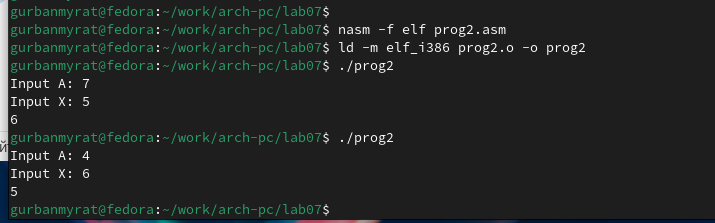 gurbanmyrat@fedora:~/work/arch-pc/lab07$
gurbanmyrat@fedora:~/work/arch-pc/lab07$ nasm -f elf prog2.asm
gurbanmyrat@fedora:~/work/arch-pc/lab07$ ld -m elf_i386 prog2.o -o prog2
gurbanmyrat@fedora:~/work/arch-pc/lab07$ ./prog2
Input A: 7
Input X: 5
6
gurbanmyrat@fedora:~/work/arch-pc/lab07$ ./prog2
й
Input A: 4
Input X: 6
5
gurbanmyrat@fedora:~/work/arch-pc/lab07$